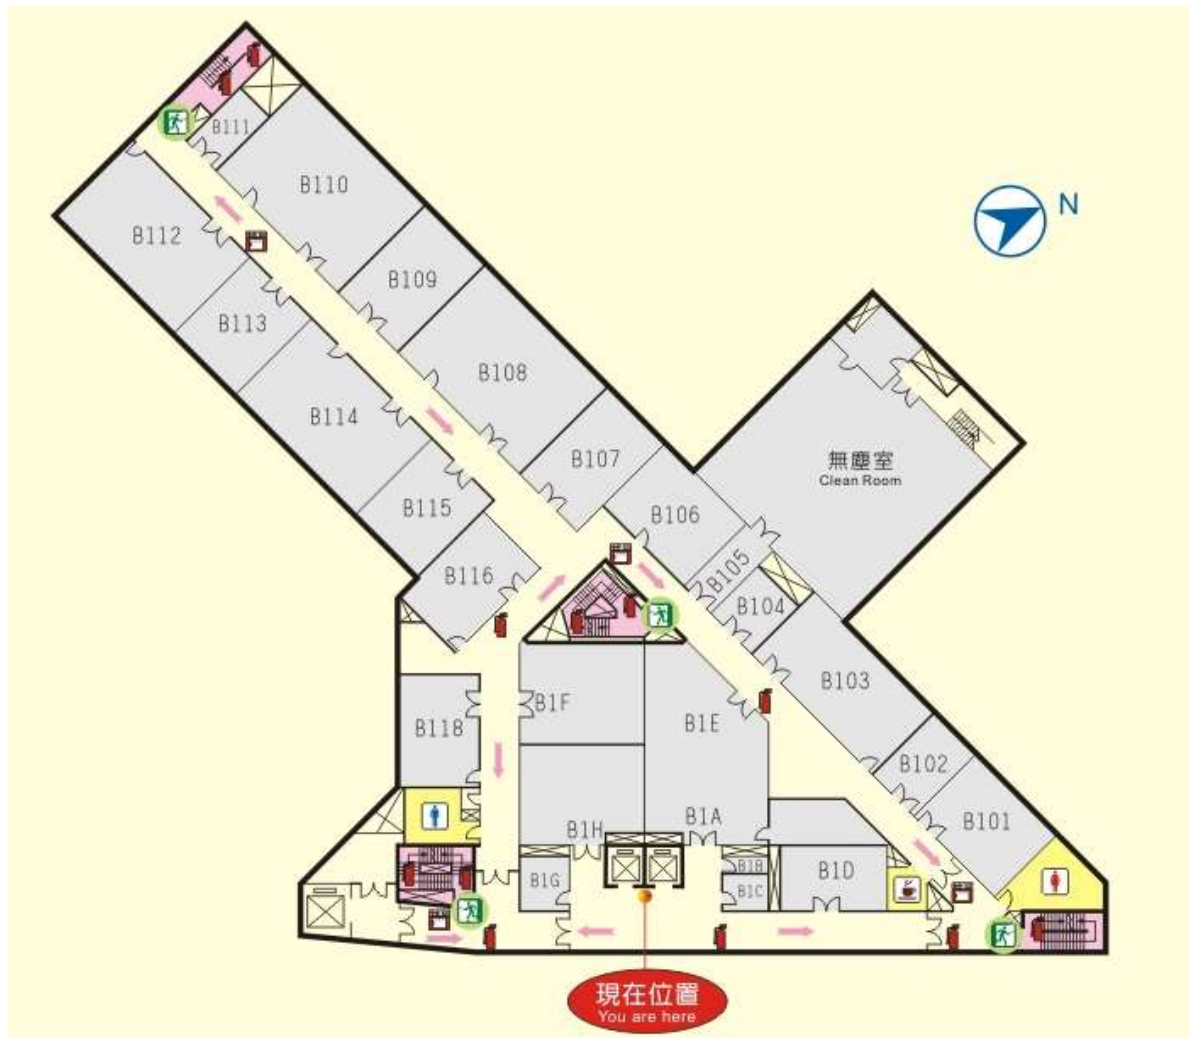 B111
B110
N
B112
B109
B113
B108
B114
B107
無塵室
Clean Room
B115
B106
B116
B105
B104
B103
B1F
B1E
B118
B102
B1H
B1A
B101
B1G
B1B
B1C
B1D
現在位置
You are here